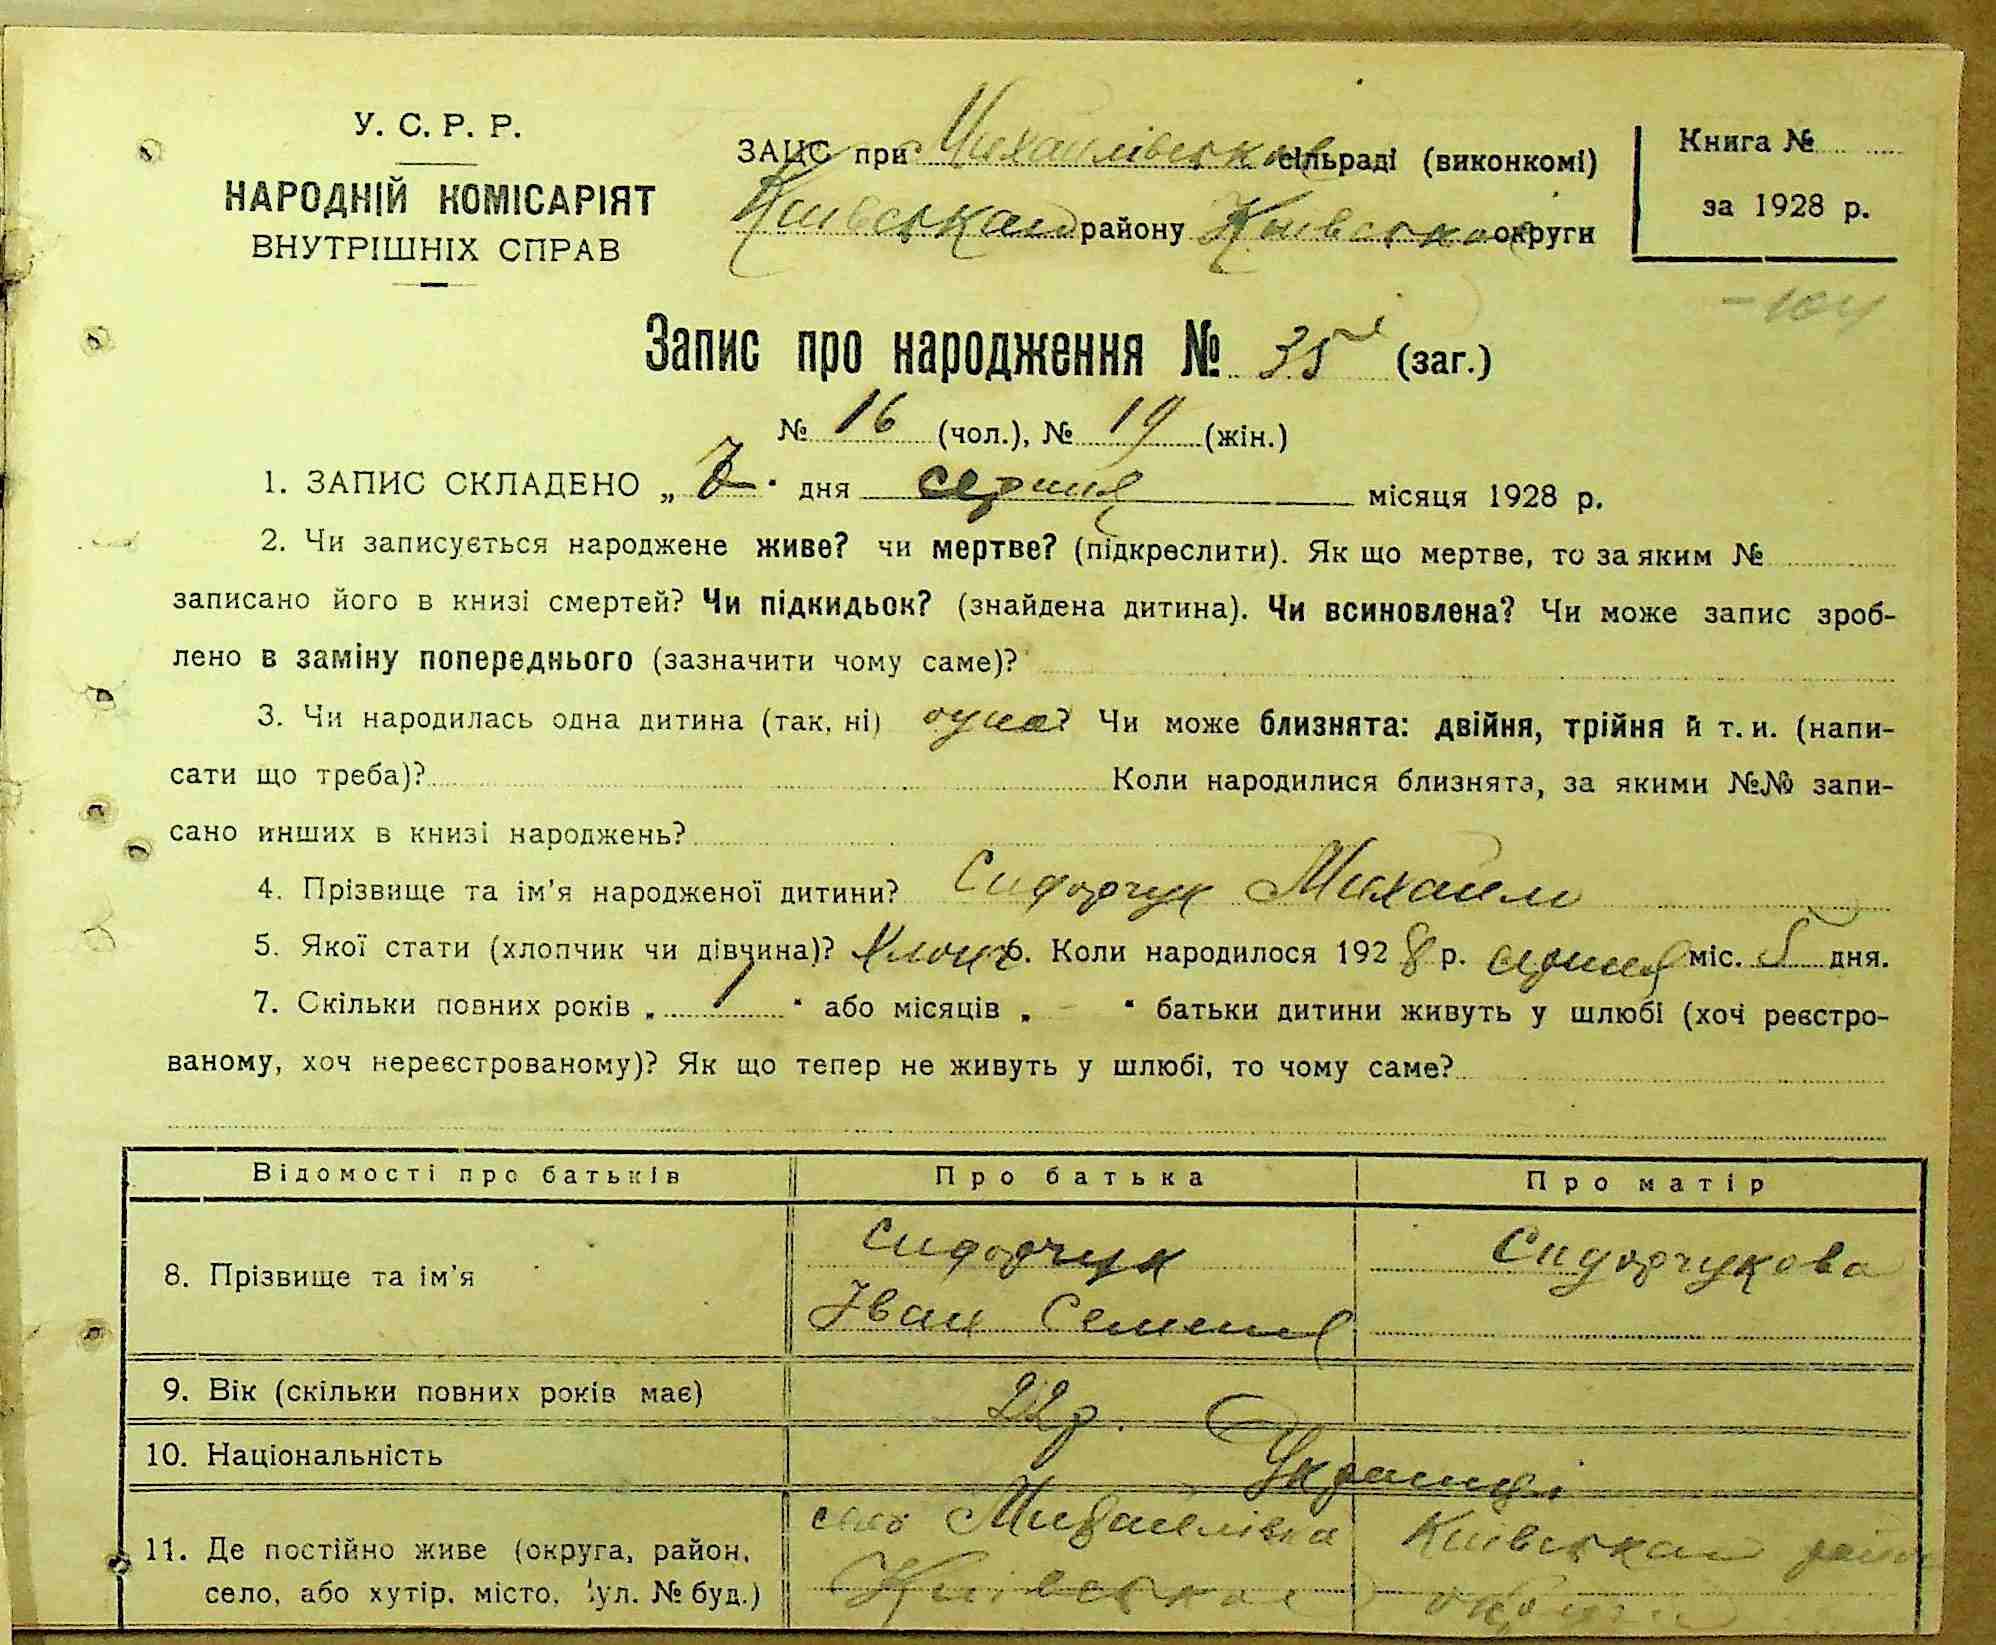 У. С. Р. Р.
НАРОДНІЙ КОМІСАРІЯТ
ВНУТРІШНІХ СПРАВ
ЗАЦС при Михайлівській сільраді (виконкомі)
Київського району Київської округи
Книга №
за 1928 р.
Запис про народження № 35 (заг.)
№ 16 (чол.), № 19 (жін.)
1. ЗАПИС СКЛАДЕНО „ 7 " дня серпня місяця 1928 р.
2. Чи записується народжене живе? чи мертве? (підкреслити). Як що мертве, то за яким №
записано його в книзі смертей? Чи підкидьок? (знайдена дитина). Чи всиновлена? Чи може запис зроб-
лено в заміну попереднього (зазначити чому саме)?
3. Чи народилась одна дитина (так, ні) одна? Чи може близнята: двійня, трійня й т. и. (напи-
сати що треба)? Коли народилися близнята, за якими №№ запи-
сано инших в книзі народжень?
4. Прізвище та ім'я народженої дитини? Сидорчук Михайло
5. Якої стати (хлопчик чи дівчина)? Хлопч. 6. Коли народилося 1928 р. серпня міс. 5 дня.
7. Скільки повних років „ 1 " або місяців „ - " батьки дитини живуть у шлюбі (хоч реєстро-
ваному, хоч нереєстрованому)? Як що тепер не живуть у шлюбі, то чому саме?
Відомості про батьків Про батька Про матір
8. Прізвище та ім'я Сидорчук Сидорчукова
Іван Семенов
9. Вік (скільки повних років має) 22 р.
10. Національність Українці
11. Де постійно живе (округа, район, село Михайлівка Київського району
село, або хутір, місто, вул. № буд.) Київської округи